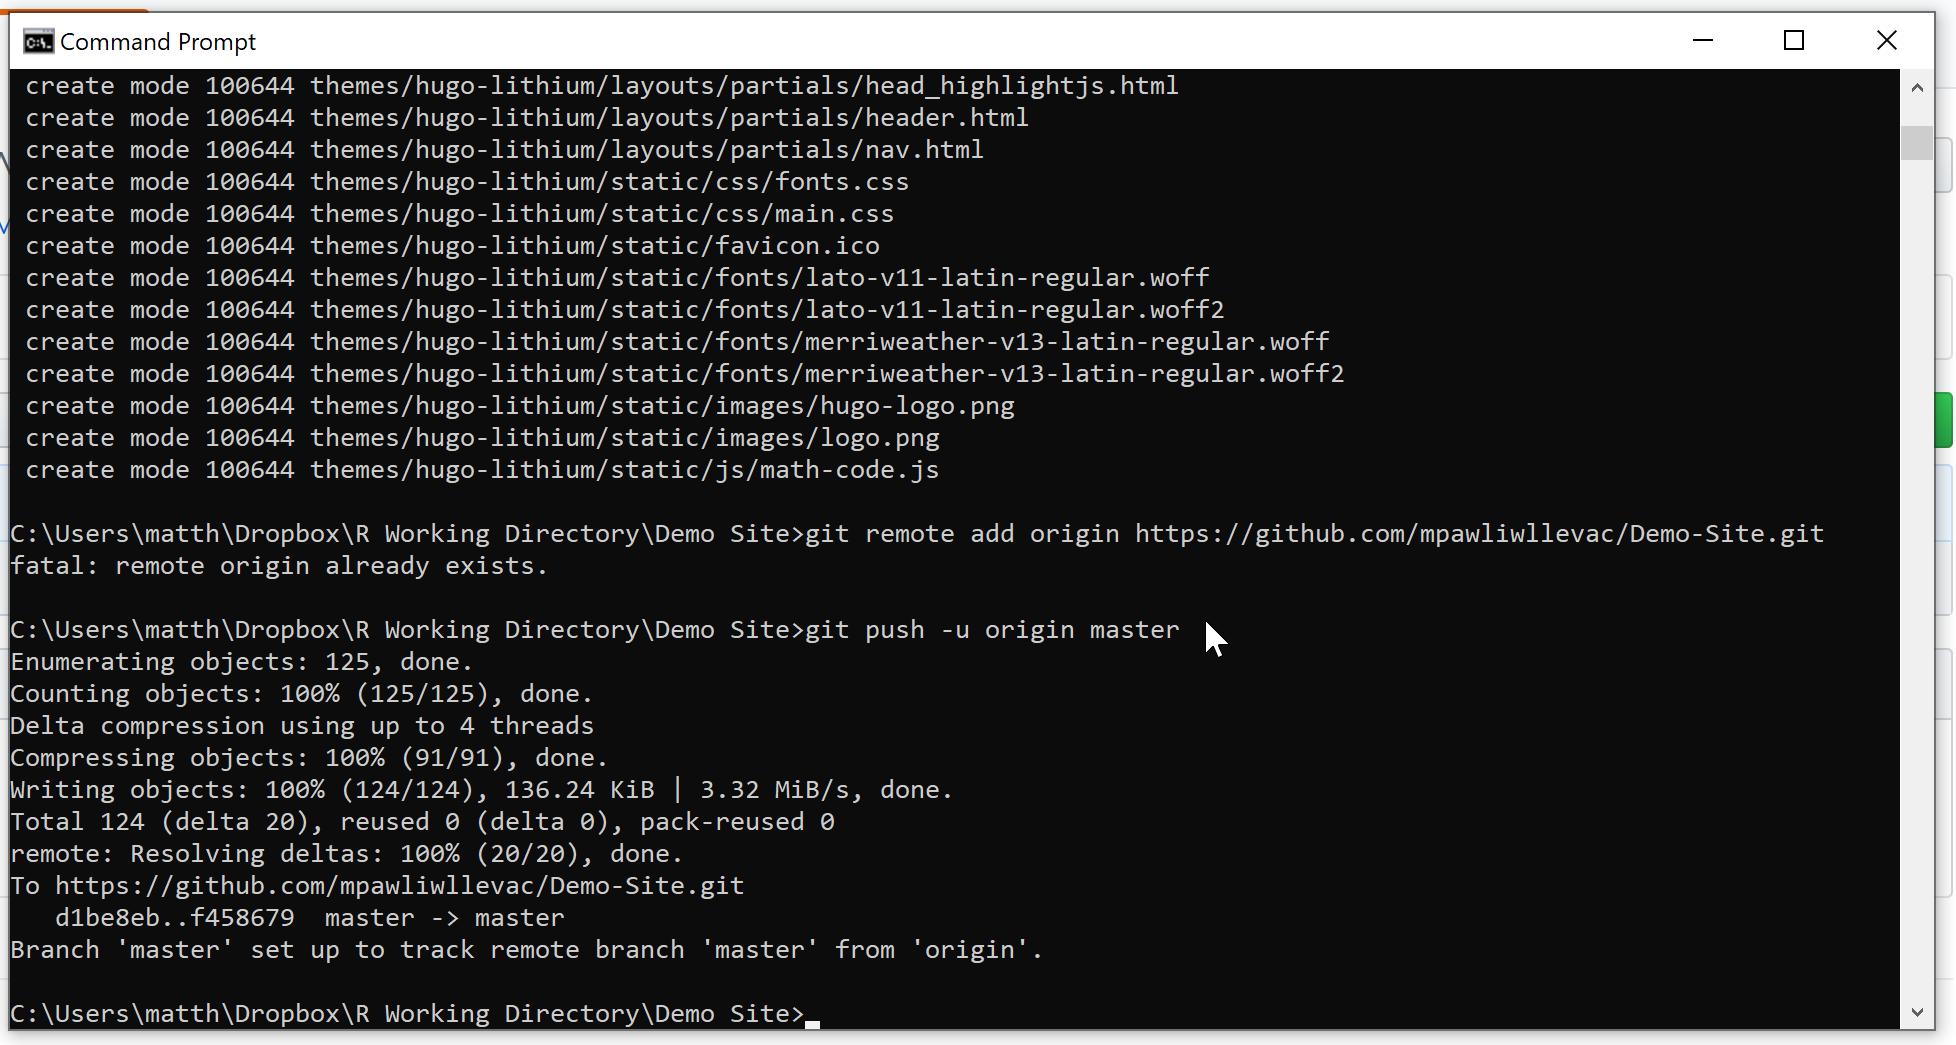 Command Prompt
create mode 100644 themes/hugo-lithium/layouts/partials/head_highlightjs.html
create mode 100644 themes/hugo-lithium/layouts/partials/header.html
create mode 100644 themes/hugo-lithium/layouts/partials/nav.html
create mode 100644 themes/hugo-lithium/static/css/fonts.css
create mode 100644 themes/hugo-lithium/static/css/main.css
create mode 100644 themes/hugo-lithium/static/favicon.ico
create mode 100644 themes/hugo-lithium/static/fonts/lato-v11-latin-regular.woff
create mode 100644 themes/hugo-lithium/static/fonts/lato-v11-latin-regular.woff2
create mode 100644 themes/hugo-lithium/static/fonts/merriweather-v13-latin-regular.woff
create mode 100644 themes/hugo-lithium/static/fonts/merriweather-v13-latin-regular.woff2
create mode 100644 themes/hugo-lithium/static/images/hugo-logo.png
create mode 100644 themes/hugo-lithium/static/images/logo.png
create mode 100644 themes/hugo-lithium/static/js/math-code.js
C:\Users\matth\Dropbox\R Working Directory\Demo Site>git remote add origin https://github.com/mpawliwllevac/Demo-Site.git
fatal: remote origin already exists.
C:\Users\matth\Dropbox\R Working Directory\Demo Site>git push -u origin master
Enumerating objects: 125, done.
Counting objects: 100% (125/125), done.
Delta compression using up to 4 threads
Compressing objects: 100% (91/91), done.
Writing objects: 100% (124/124), 136.24 KiB | 3.32 MiB/s, done.
Total 124 (delta 20), reused 0 (delta 0), pack-reused 0
remote: Resolving deltas: 100% (20/20), done.
To https://github.com/mpawliwllevac/Demo-Site.git
d1be8eb..f458679  master -> master
Branch 'master' set up to track remote branch 'master' from 'origin'.
C:\Users\matth\Dropbox\R Working Directory\Demo Site>